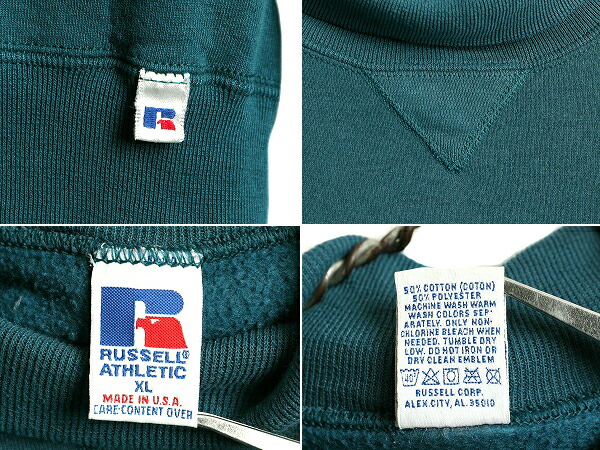 R
R
RUSSELL®
ATHLETIC
XL
MADE IN U.S.A.
CARE·CONTENT OVER
50% COTTON (COTON)
50% POLYESTER
MACHINE WASH WARM
WASH COLORS SEP-
ARATELY. ONLY NON-
CHLORINE BLEACH WHEN
NEEDED. TUMBLE DRY
LOW. DO NOT IRON OR
DRY CLEAN EMBLEM
40°
RUSSELL CORP.
ALEX.CITY, AL. 35010